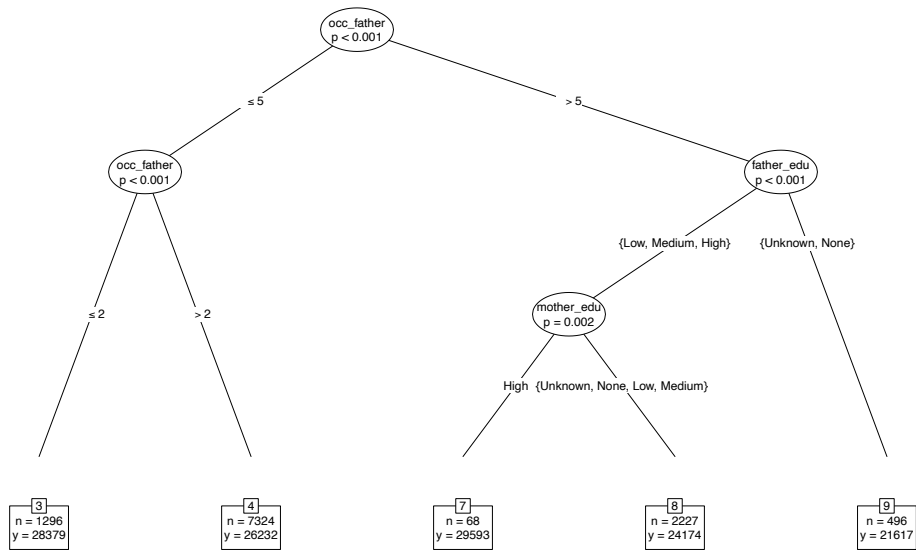 occ_father
p < 0.001
≤ 5
> 5
occ_father
p < 0.001
father_edu
p < 0.001
{Low, Medium, High}
{Unknown, None}
≤ 2
> 2
mother_edu
p = 0.002
High
{Unknown, None, Low, Medium}
3
n = 1296
y = 28379
4
n = 7324
y = 26232
7
n = 68
y = 29593
8
n = 2227
y = 24174
9
n = 496
y = 21617